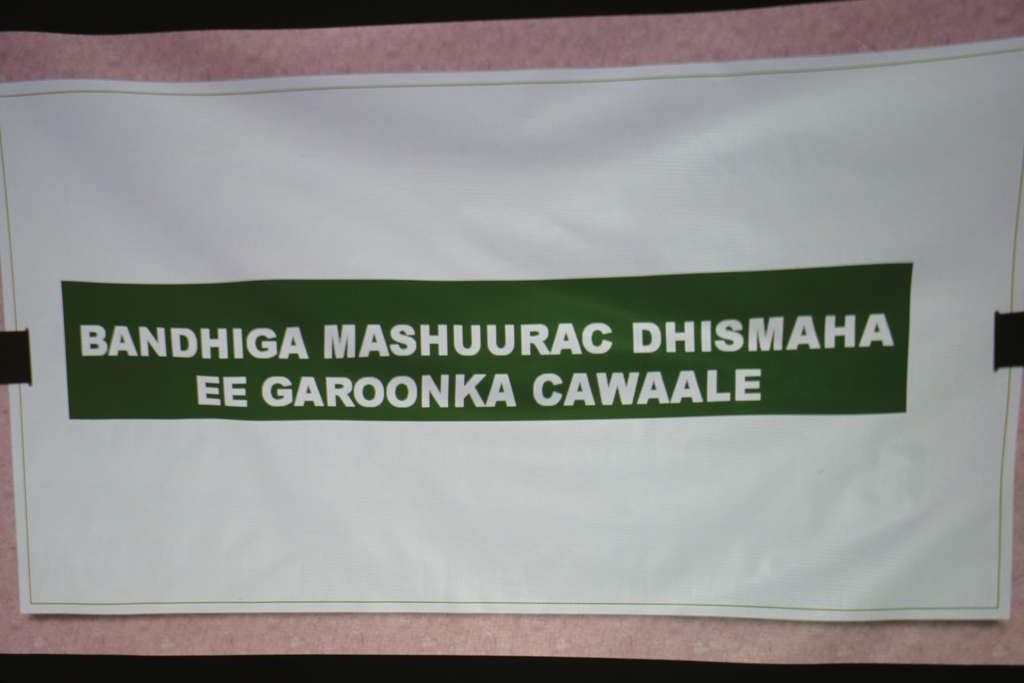 BANDHIGA MASHUURAC DHISMAHA
EE GAROONKA CAWAALE